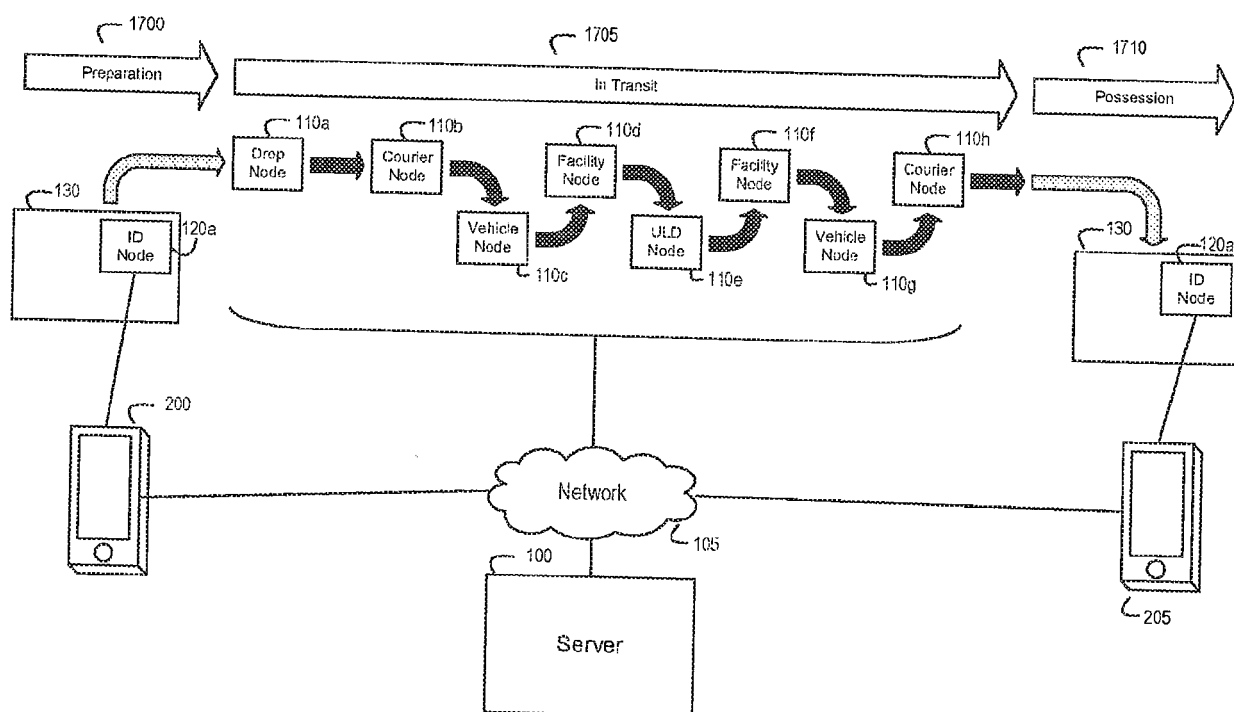 1700
Preparation
1705
In Transit
1710
Possession
110a
Drop
Node
110b
Courier
Node
110d
Facility
Node
110f
Facility
Node
110h
Courier
Node
Vehicle
Node
110c
ULD
Node
110e
Vehicle
Node
110g
130
ID
Node
120a
130
120a
ID
Node
200
Network
105
100
Server
205